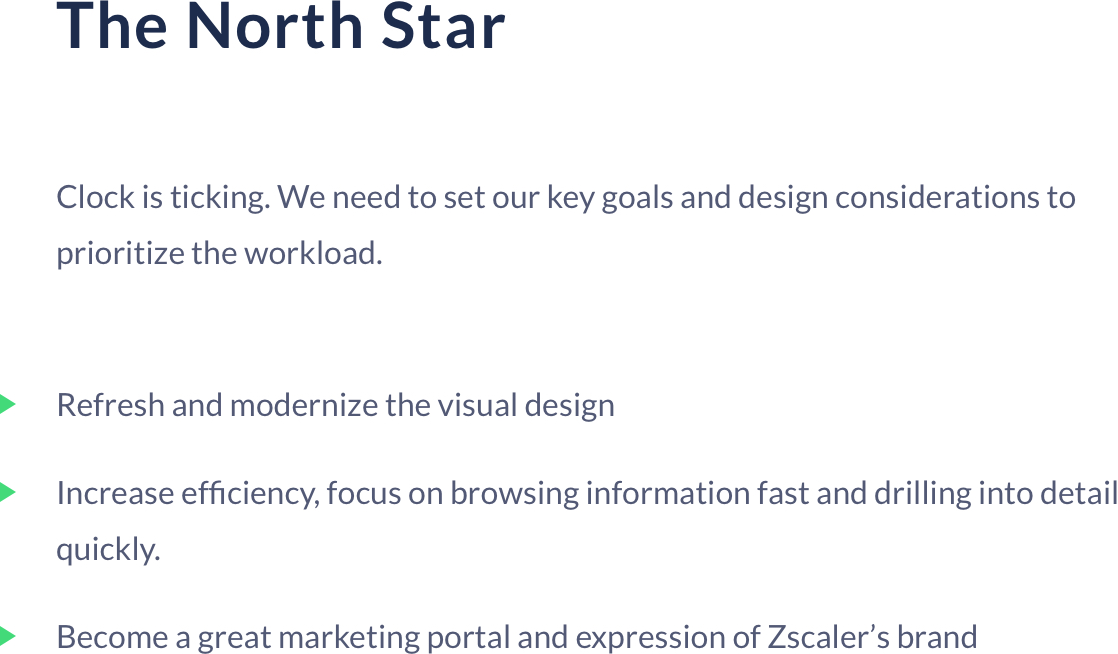 The North Star
Clock is ticking. We need to set our key goals and design considerations to
prioritize the workload.
Refresh and modernize the visual design
Increase efficiency, focus on browsing information fast and drilling into detail
quickly.
Become a great marketing portal and expression of Zscaler’s brand